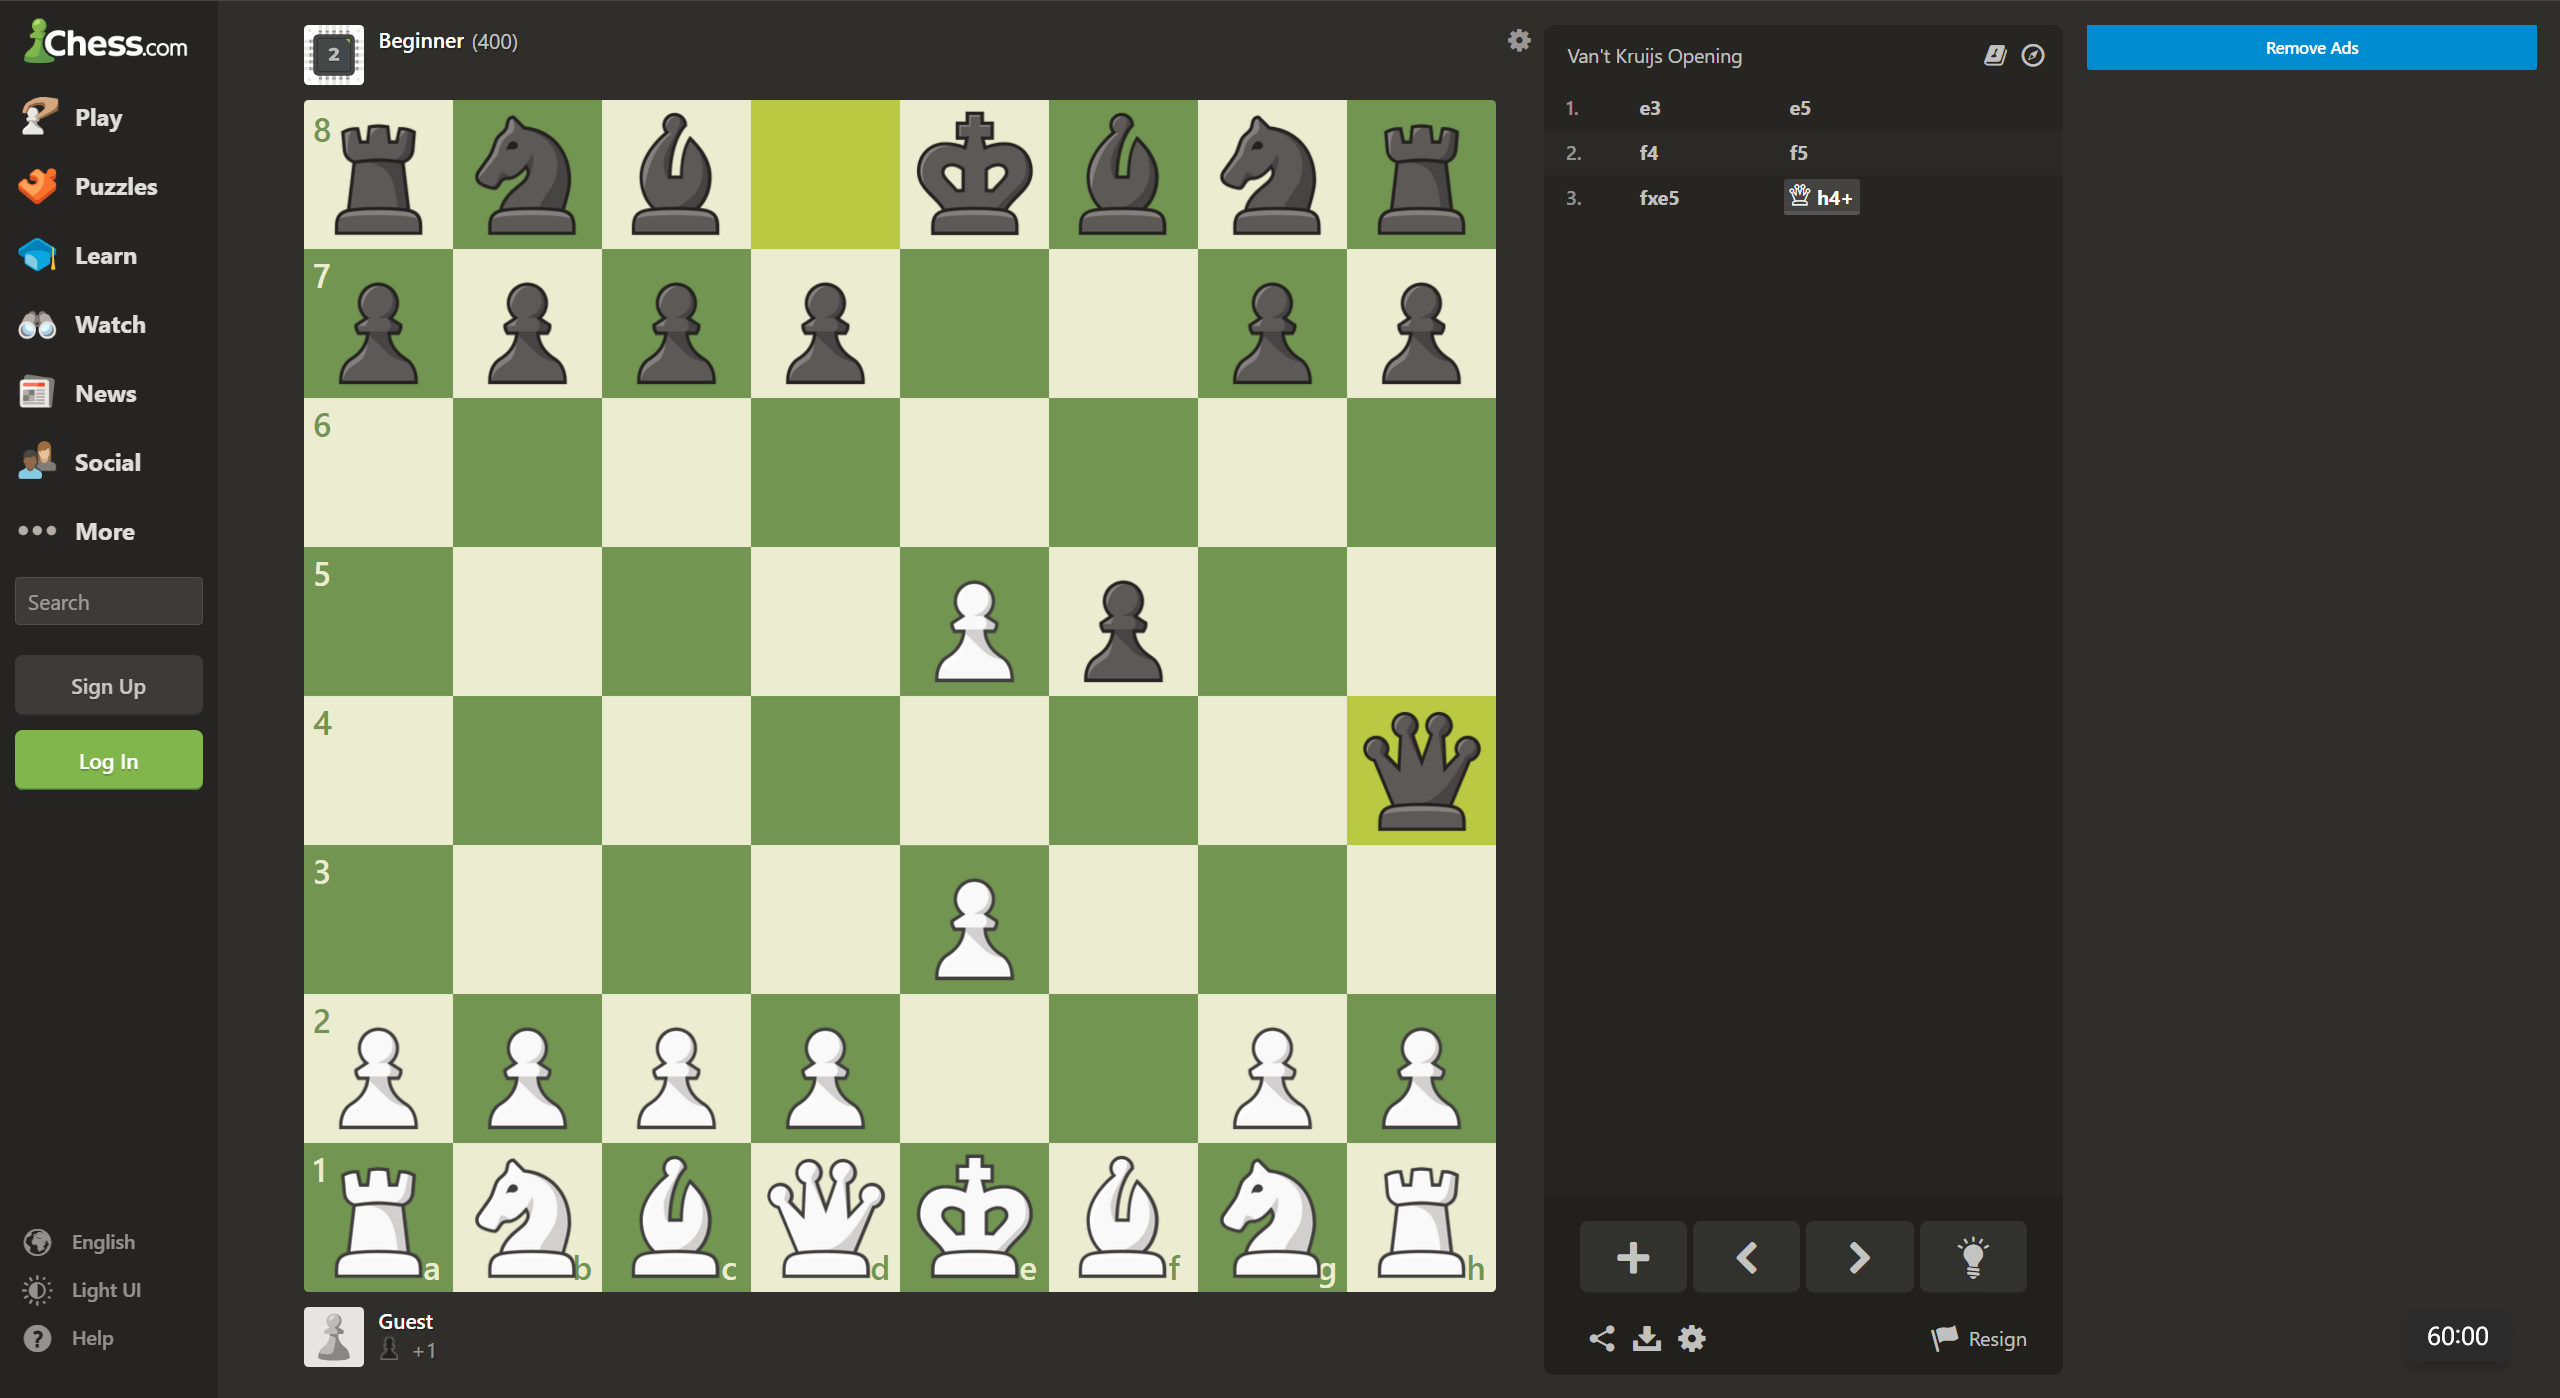 Chess.com
Play
Puzzles
Learn
Watch
News
Social
More
Search
Sign Up
Log In
English
Light UI
Help
2
Beginner (400)
8
7
6
5
4
3
2
1
a b c d e f g h
Guest
+1
Van't Kruijs Opening
1. e3 e5
2. f4 f5
3. fxe5 h4+
Resign
Remove Ads
60:00